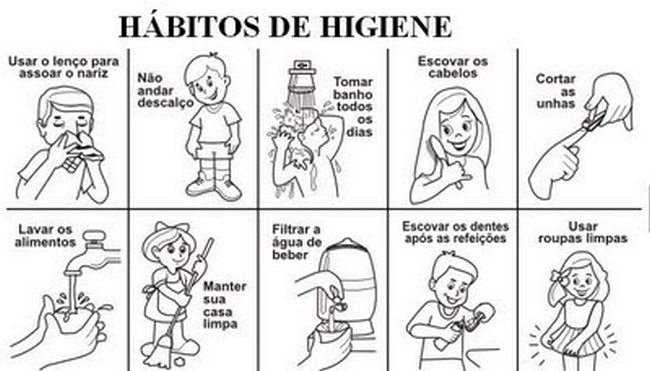 HÁBITOS DE HIGIENE
Usar o lenço para
assoar o nariz
Não
andar
descalço
Tomar
banho
todos
os
dias
Escovar os
cabelos
Cortar
as
unhas
Lavar os
alimentos
Manter
sua
casa
limpa
Filtrar a
água de
beber
Escovar os dentes
após as refeições
Usar
roupas limpas